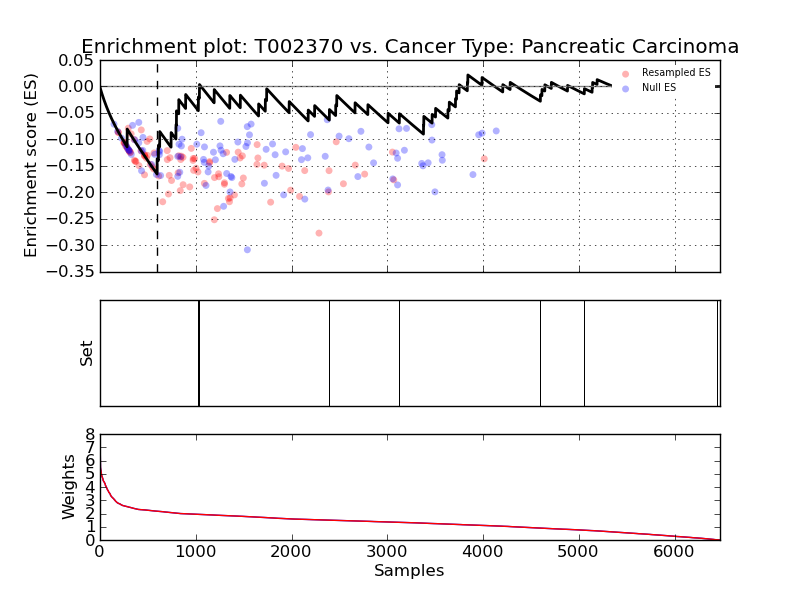 Enrichment plot: T002370 vs. Cancer Type: Pancreatic Carcinoma
Enrichment score (ES)
0.05
0.00
−0.05
−0.10
−0.15
−0.20
−0.25
−0.30
−0.35
Resampled ES
Null ES
Set
Weights
8
7
6
5
4
3
2
1
0
0 1000 2000 3000 4000 5000 6000
Samples